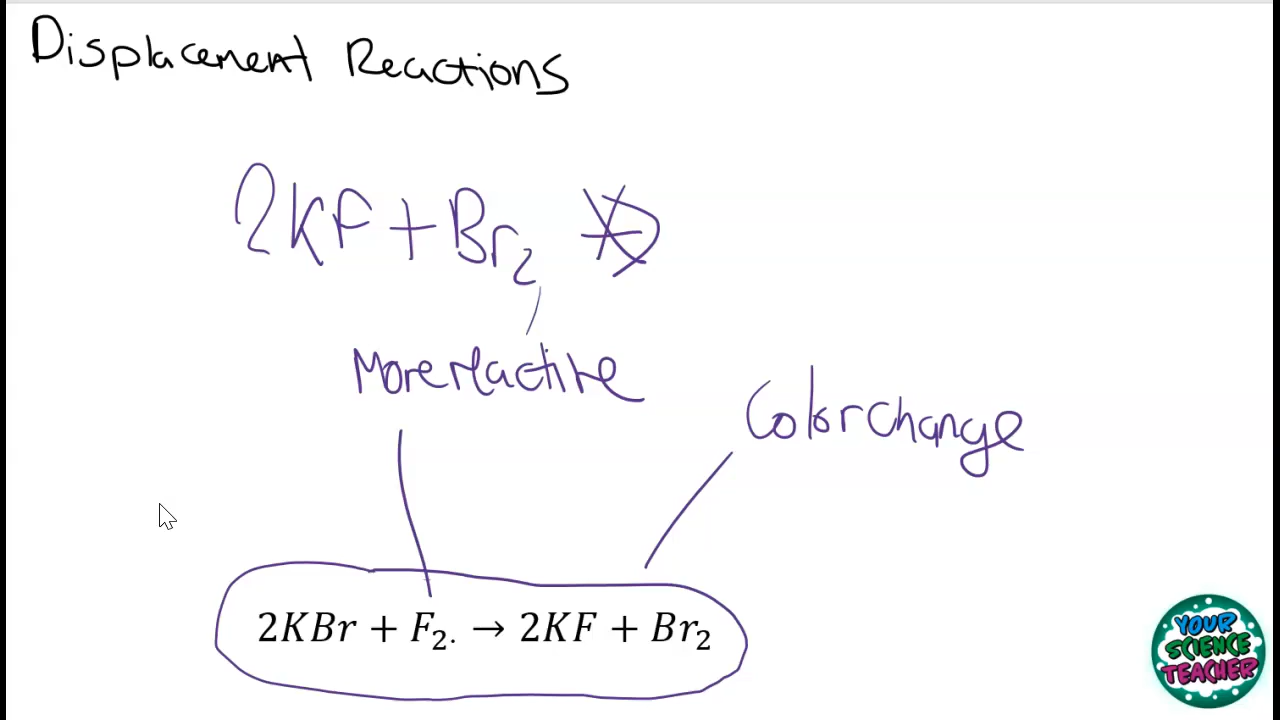 Displacement Reactions
2KF + Br₂
More reactive
Color change
2KBr + F₂. → 2KF + Br₂
YOUR
SCIENCE
TEACHER